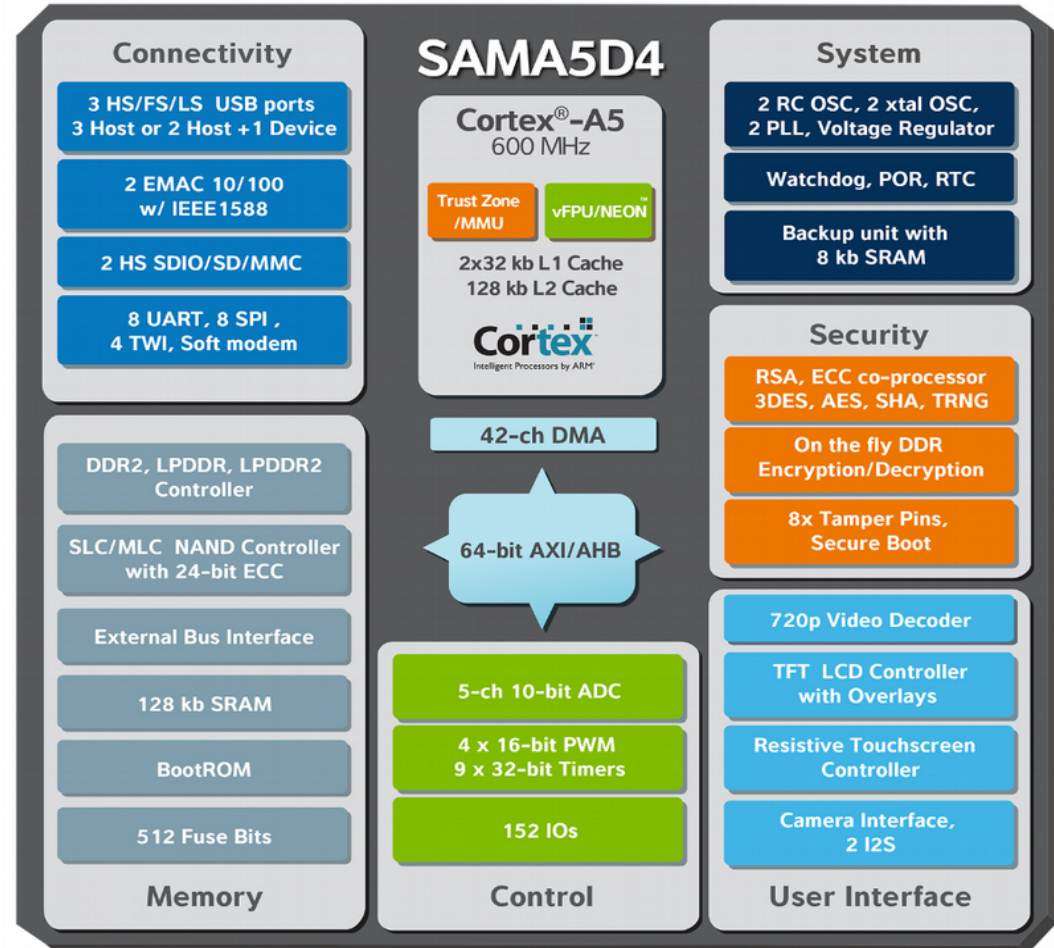 SAMA5D4
Cortex®-A5
600 MHz
Trust Zone
/MMU
vFPU/NEON™
2x32 kb L1 Cache
128 kb L2 Cache
Cortex
Intelligent Processors by ARM®
42-ch DMA
64-bit AXI/AHB
Connectivity
3 HS/FS/LS USB ports
3 Host or 2 Host +1 Device
2 EMAC 10/100
w/ IEEE1588
2 HS SDIO/SD/MMC
8 UART, 8 SPI ,
4 TWI, Soft modem
DDR2, LPDDR, LPDDR2
Controller
SLC/MLC NAND Controller
with 24-bit ECC
External Bus Interface
128 kb SRAM
BootROM
512 Fuse Bits
Memory
5-ch 10-bit ADC
4 x 16-bit PWM
9 x 32-bit Timers
152 IOs
Control
System
2 RC OSC, 2 xtal OSC,
2 PLL, Voltage Regulator
Watchdog, POR, RTC
Backup unit with
8 kb SRAM
Security
RSA, ECC co-processor
3DES, AES, SHA, TRNG
On the fly DDR
Encryption/Decryption
8x Tamper Pins,
Secure Boot
720p Video Decoder
TFT LCD Controller
with Overlays
Resistive Touchscreen
Controller
Camera Interface,
2 I2S
User Interface